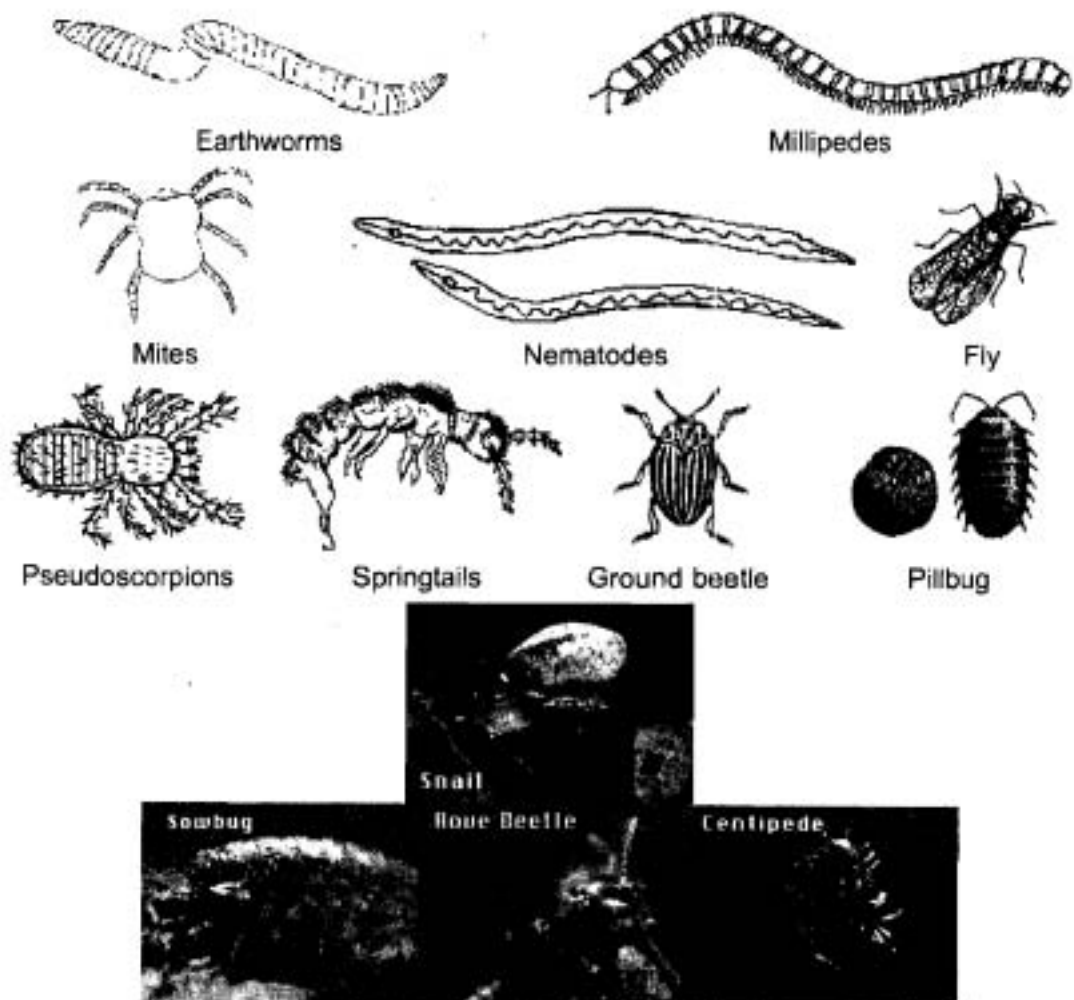 Earthworms
Millipedes
Mites
Nematodes
Fly
Pseudoscorpions
Springtails
Ground beetle
Pillbug
Snail
Sowbug
Rove Beetle
Centipede